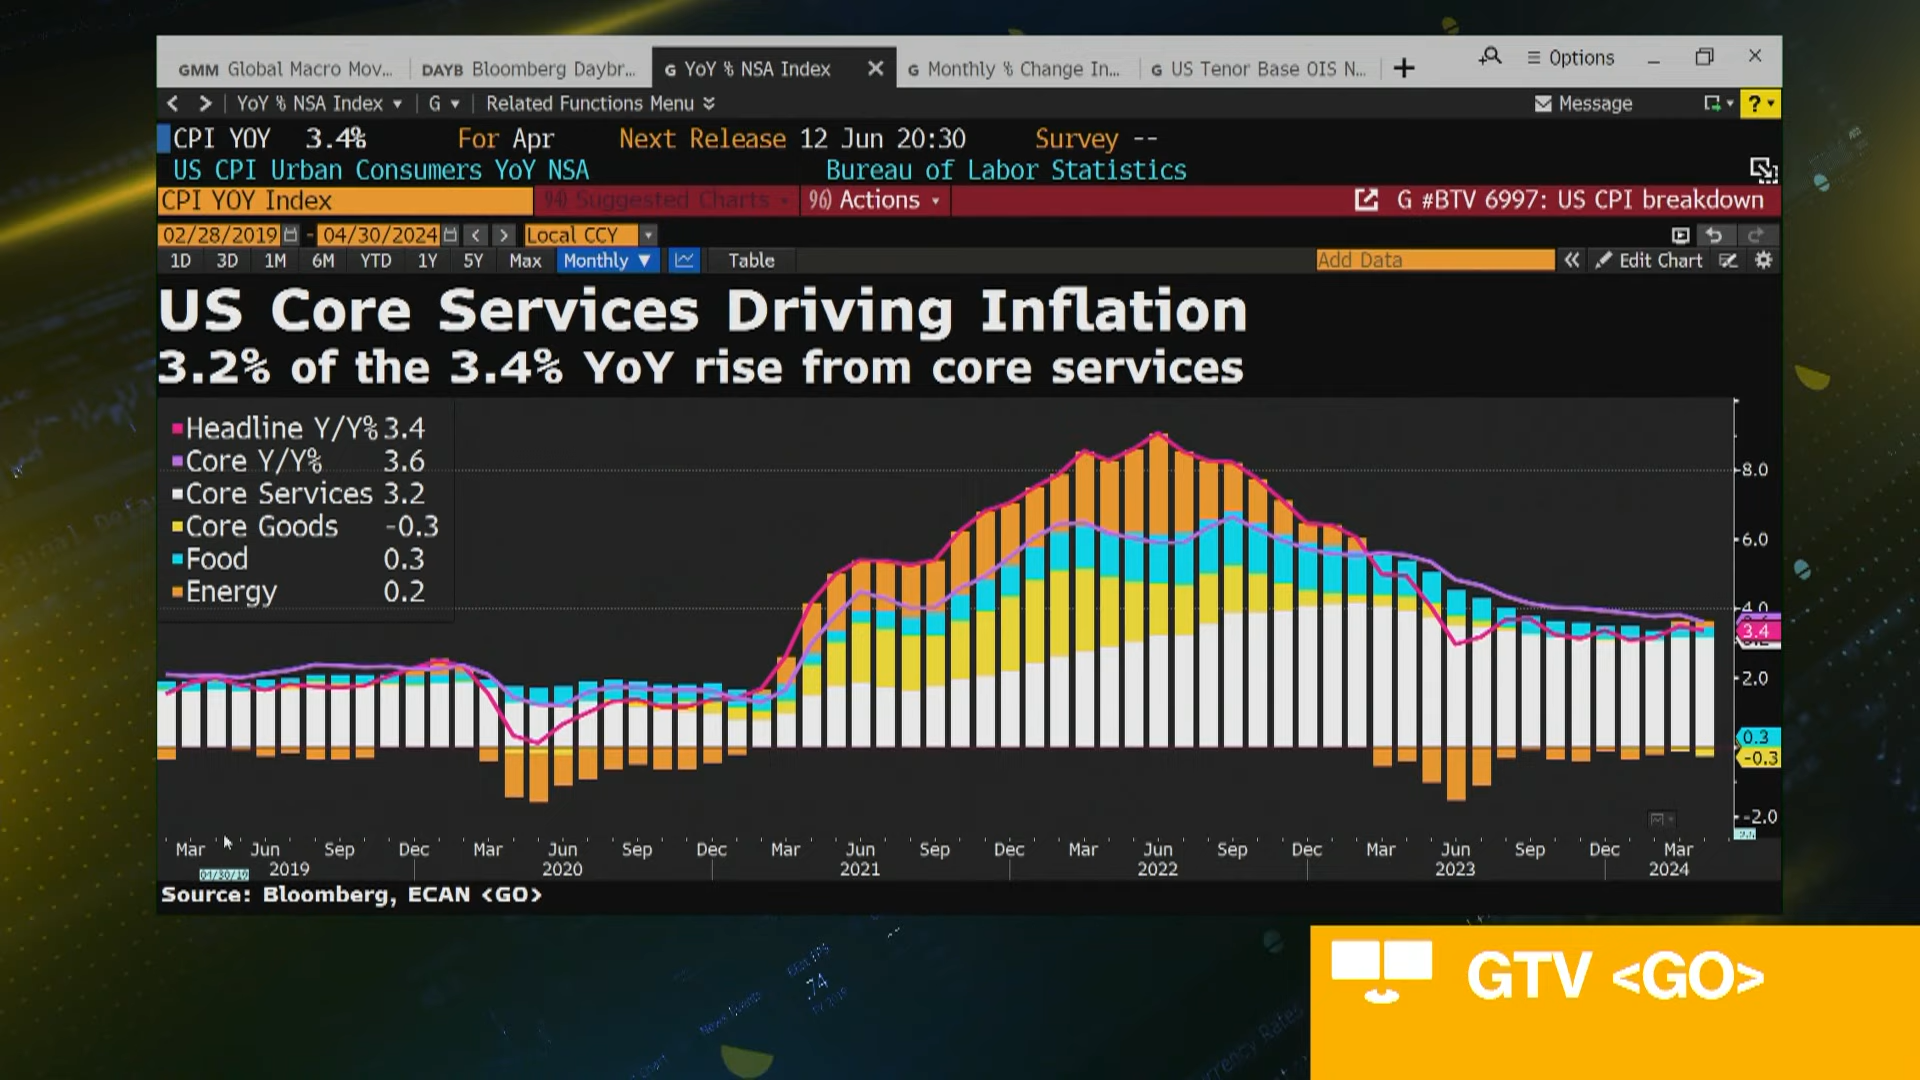 GMM Global Macro Mov... DAYB Bloomberg Daybr... G YoY % NSA Index G Monthly % Change In... G US Tenor Base OIS N... Options
YoY % NSA Index G Related Functions Menu Message ?
CPI YOY 3.4% For Apr Next Release 12 Jun 20:30 Survey --
US CPI Urban Consumers YoY NSA Bureau of Labor Statistics
CPI YOY Index 94) Suggested Charts 96) Actions G #BTV 6997: US CPI breakdown
02/28/2019 - 04/30/2024 Local CCY
1D 3D 1M 6M YTD 1Y 5Y Max Monthly ▼ Table Add Data « Edit Chart
US Core Services Driving Inflation
3.2% of the 3.4% YoY rise from core services
Headline Y/Y% 3.4
Core Y/Y% 3.6
Core Services 3.2
Core Goods -0.3
Food 0.3
Energy 0.2
8.0
6.0
4.0
3.4
2.0
0.3
-0.3
-2.0
Mar Jun Sep Dec Mar Jun Sep Dec Mar Jun Sep Dec Mar Jun Sep Dec Mar Jun Sep Dec Mar
04/30/19 2019 2020 2021 2022 2023 2024
Source: Bloomberg, ECAN <GO>
GTV <GO>